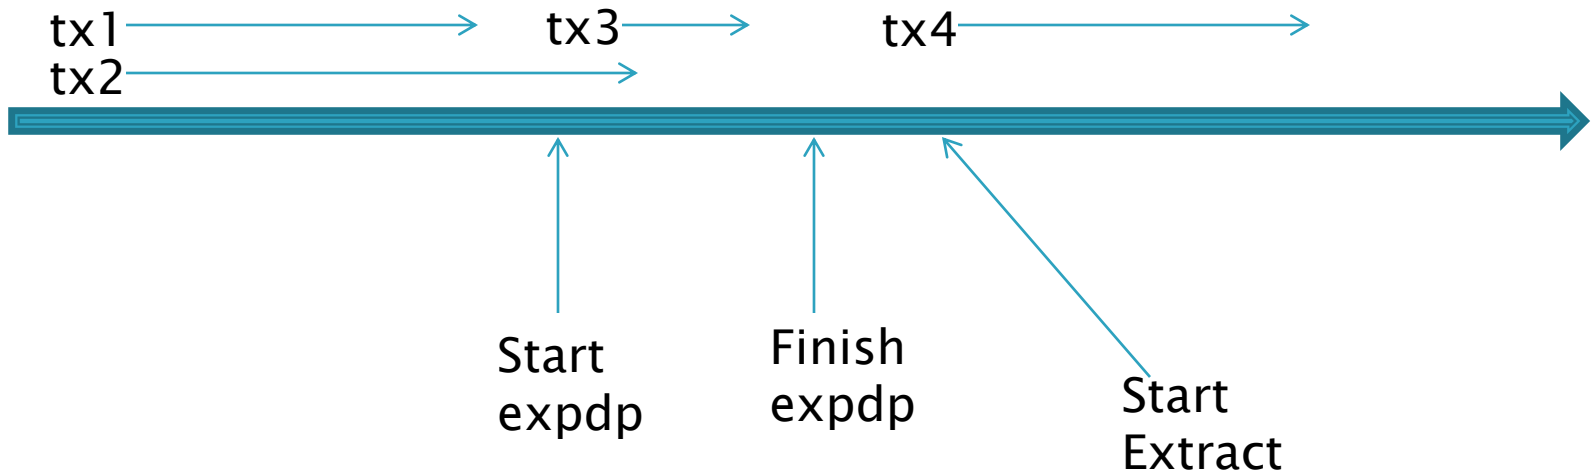 tx1
tx3
tx4
tx2
Start
expdp
Finish
expdp
Start
Extract